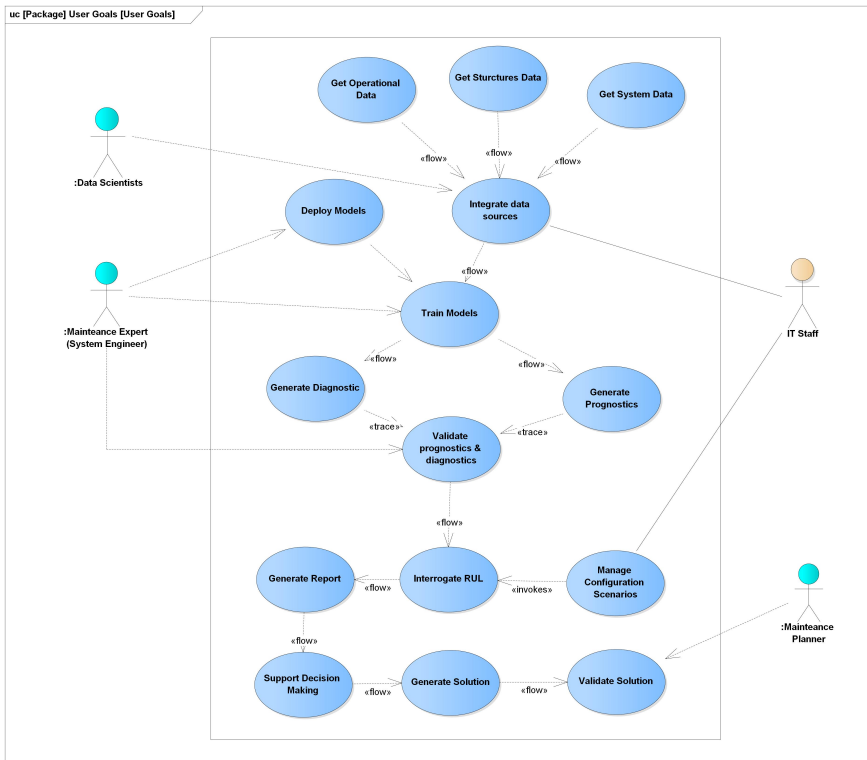 uc [Package] User Goals [User Goals]
Get Operational
Data
Get Sturctures Data
Get System Data
«flow»
«flow»
«flow»
:Data Scientists
Deploy Models
Integrate data
sources
«flow»
:Mainteance Expert
(System Engineer)
Train Models
IT Staff
«flow»
«flow»
Generate Diagnostic
Generate
Prognostics
«trace»
«trace»
Validate
prognostics &
diagnostics
«flow»
Generate Report
«flow»
Interrogate RUL
«invokes»
Manage
Configuration
Scenarios
:Mainteance
Planner
«flow»
Support Decision
Making
«flow»
Generate Solution
«flow»
Validate Solution